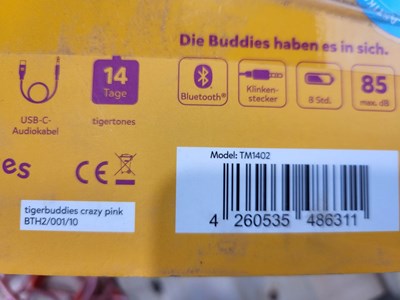 Die Buddies haben es in sich.
USB-C-
Audiokabel
14
Tage
tigertones
Bluetooth®
Klinken-
stecker
8 Std.
85
max. dB
es
CE
tigerbuddies crazy pink
BTH2/001/10
Model: TM1402
4 260535 486311